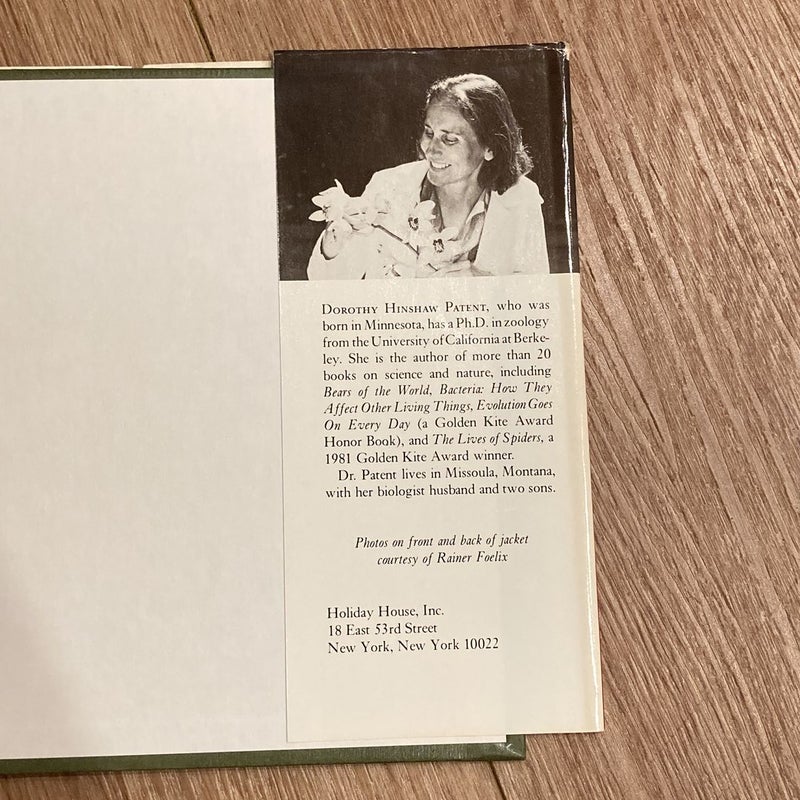 DOROTHY HINSHAW PATENT, who was
born in Minnesota, has a Ph.D. in zoology
from the University of California at Berke-
ley. She is the author of more than 20
books on science and nature, including
Bears of the World, Bacteria: How They
Affect Other Living Things, Evolution Goes
On Every Day (a Golden Kite Award
Honor Book), and The Lives of Spiders, a
1981 Golden Kite Award winner.
Dr. Patent lives in Missoula, Montana,
with her biologist husband and two sons.
Photos on front and back of jacket
courtesy of Rainer Foelix
Holiday House, Inc.
18 East 53rd Street
New York, New York 10022